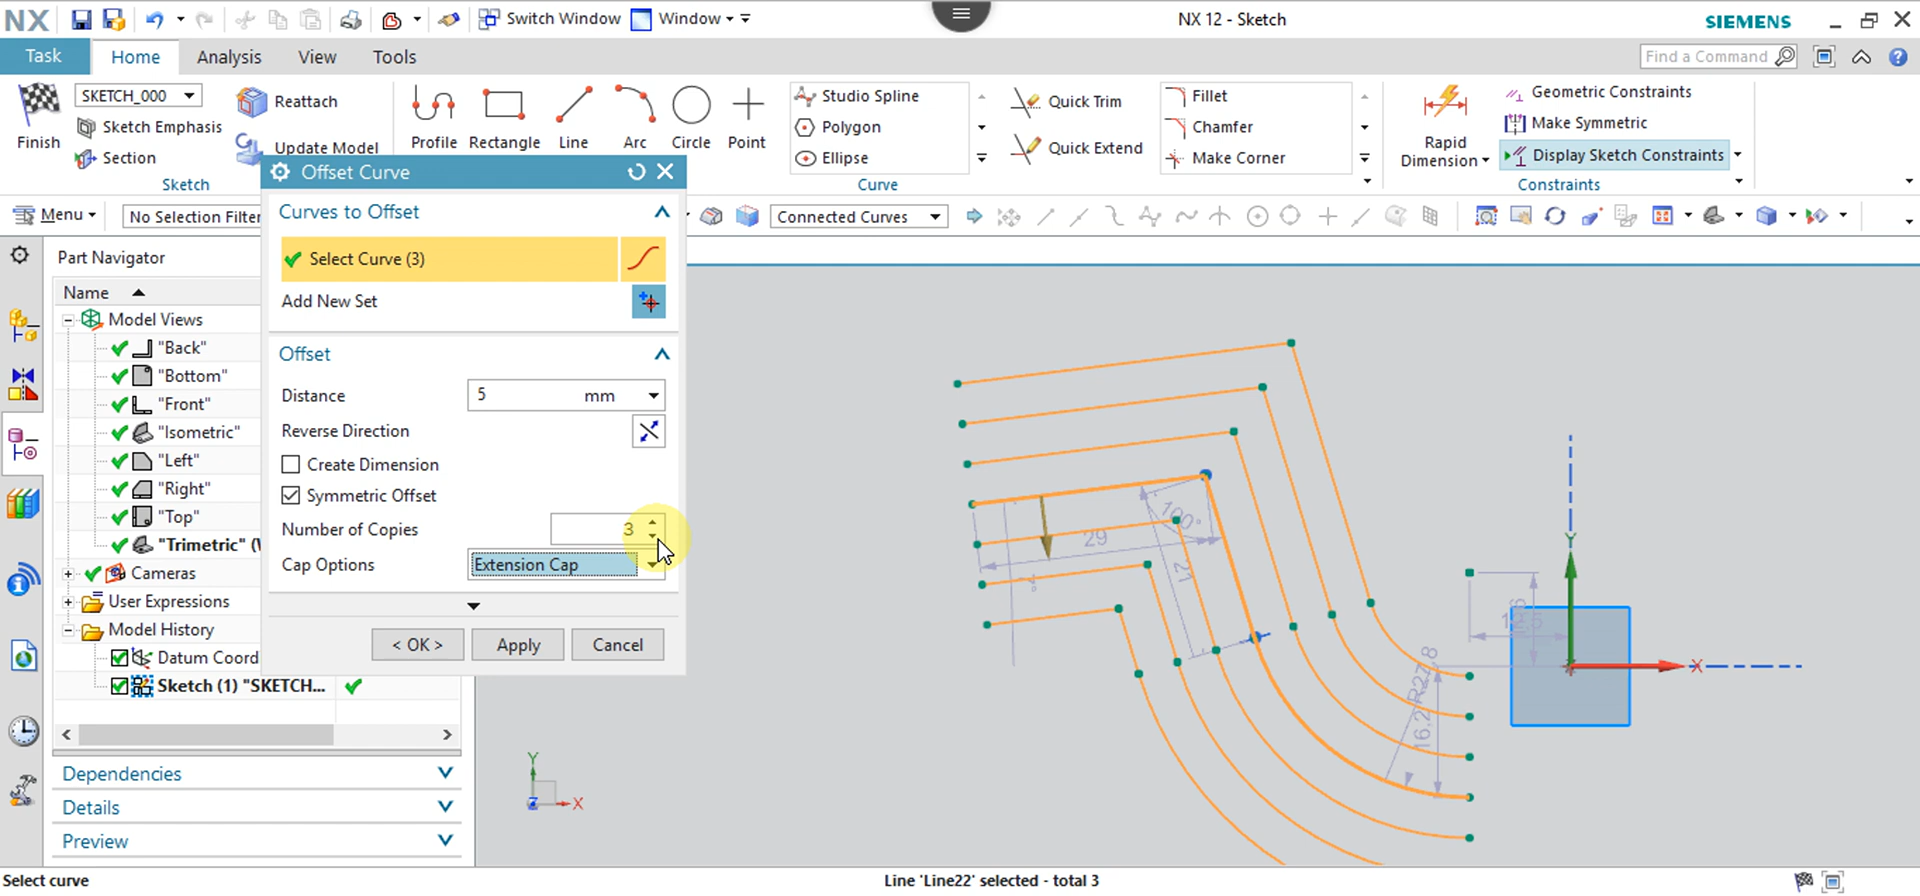 NX
Switch Window
Window
NX 12 - Sketch
SIEMENS
Task
Home
Analysis
View
Tools
Find a Command
Finish
SKETCH_000
Sketch Emphasis
Section
Reattach
Update Model
Sketch
Profile
Rectangle
Line
Arc
Circle
Point
Studio Spline
Polygon
Ellipse
Quick Trim
Quick Extend
Fillet
Chamfer
Make Corner
Curve
Rapid
Dimension
Geometric Constraints
Make Symmetric
Display Sketch Constraints
Constraints
Menu
No Selection Filter
Connected Curves
Offset Curve
Curves to Offset
Select Curve (3)
Add New Set
Offset
Distance
5
mm
Reverse Direction
Create Dimension
Symmetric Offset
Number of Copies
3
Cap Options
Extension Cap
< OK >
Apply
Cancel
Part Navigator
Name
Model Views
"Back"
"Bottom"
"Front"
"Isometric"
"Left"
"Right"
"Top"
"Trimetric"
Cameras
User Expressions
Model History
Datum Coord
Sketch (1) "SKETCH...
Dependencies
Details
Preview
100°
29
21
16,2
R27,8
Y
X
Y
Z
X
Select curve
Line 'Line22' selected - total 3